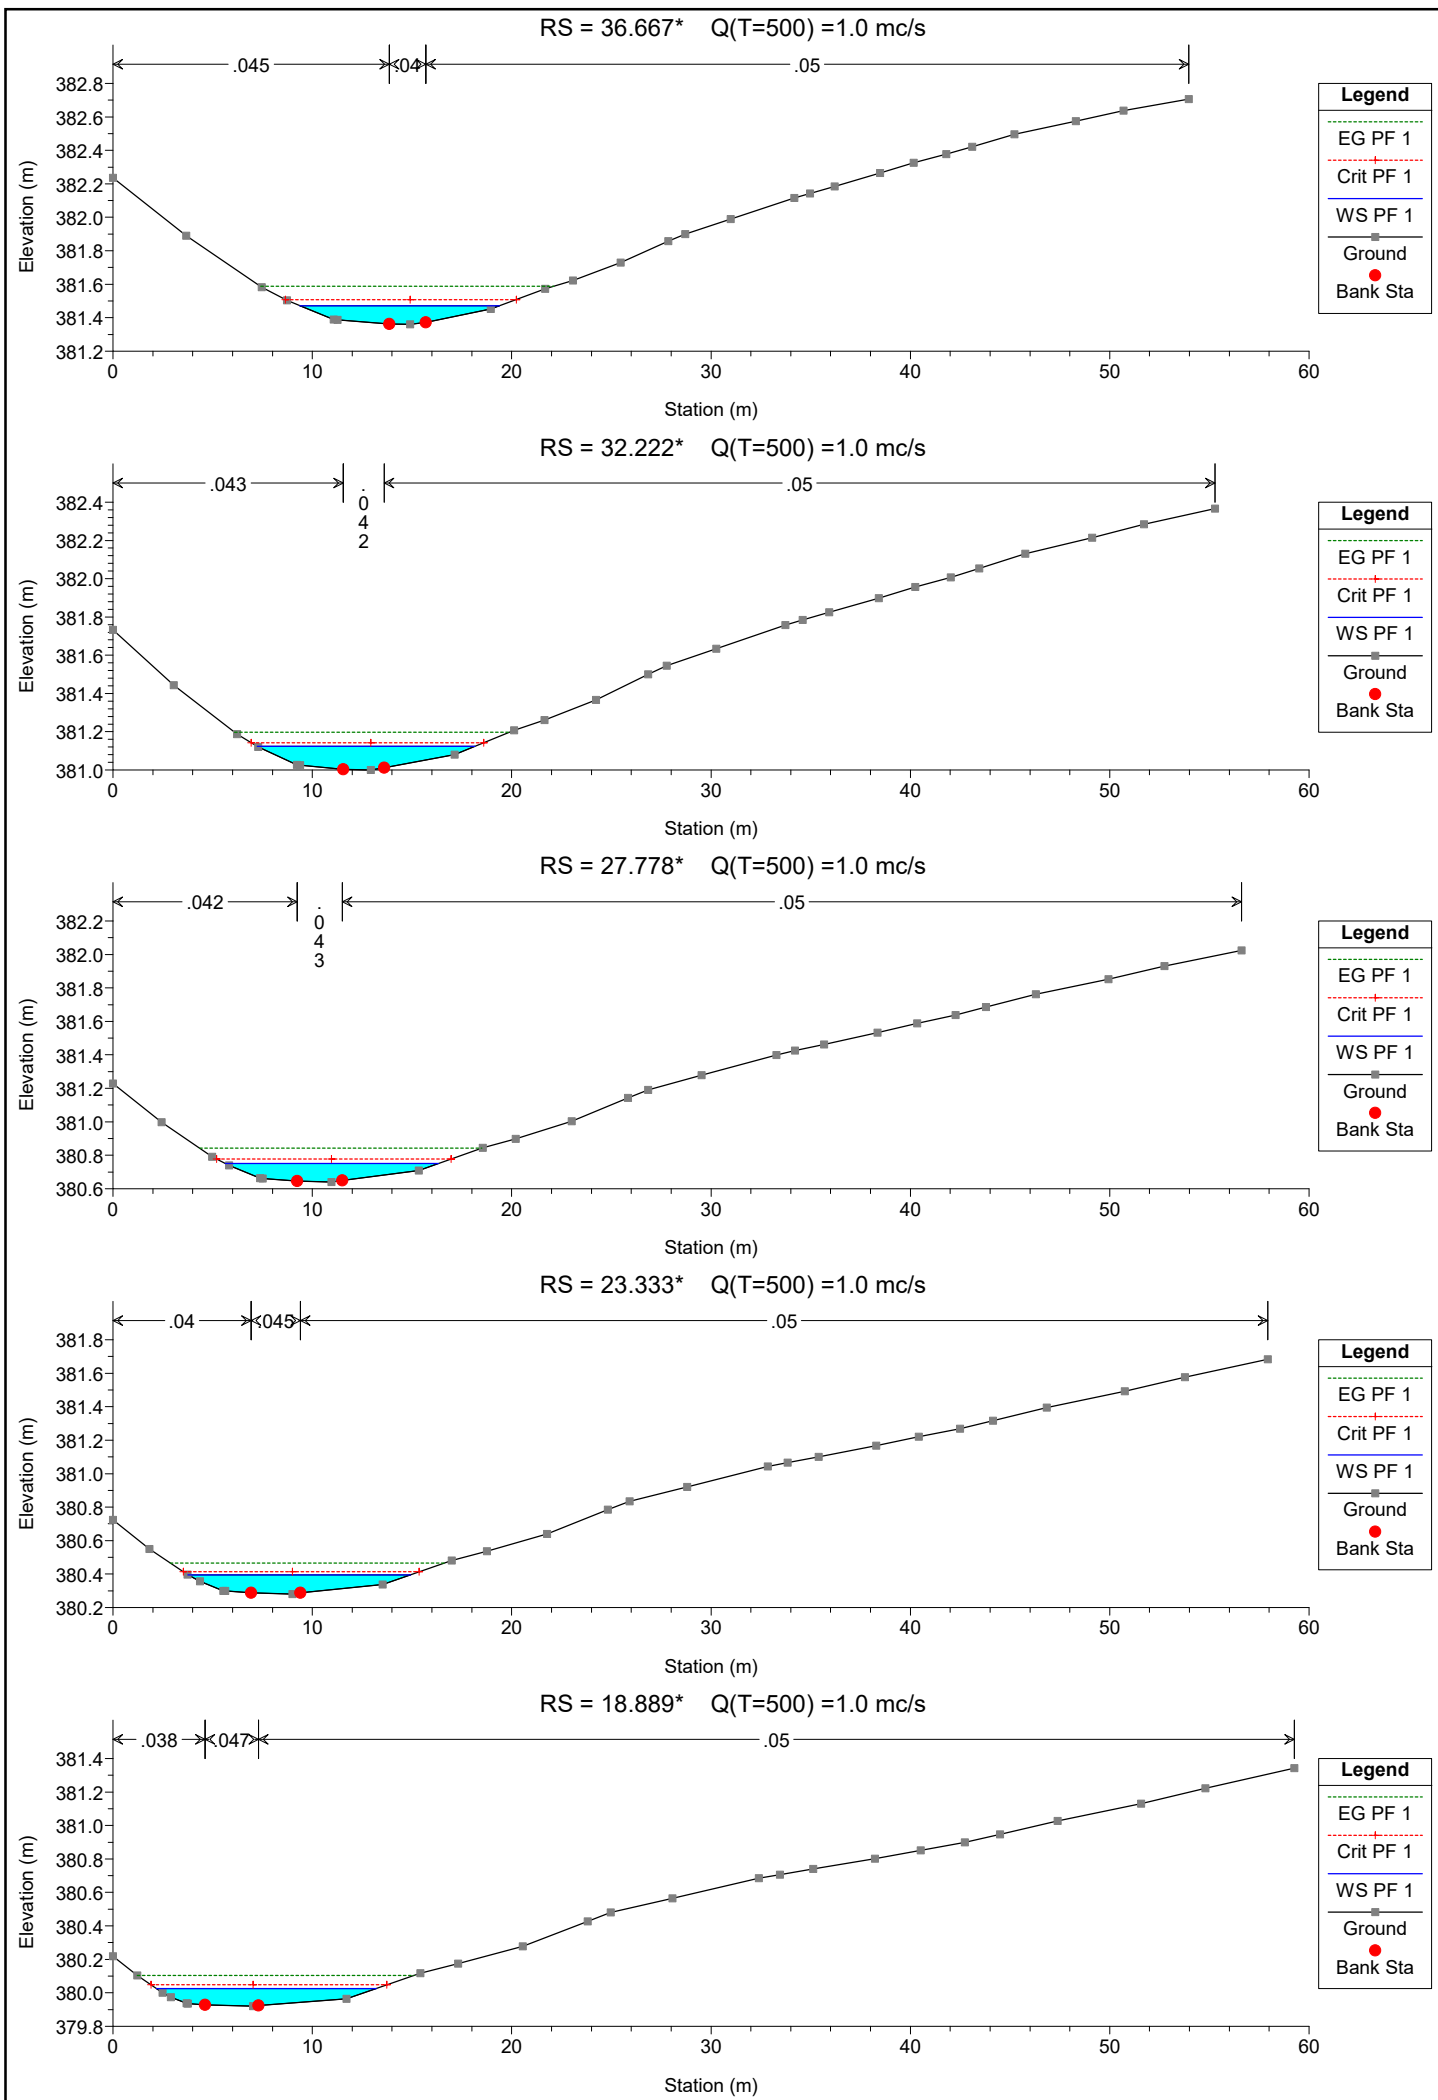 RS = 36.667* Q(T=500) =1.0 mc/s
.045 .04 .05
382.8
382.6
382.4
382.2
382.0
381.8
381.6
381.4
381.2
Elevation (m)
0 10 20 30 40 50 60
Station (m)
Legend
EG PF 1
Crit PF 1
WS PF 1
Ground
Bank Sta
RS = 32.222* Q(T=500) =1.0 mc/s
.043 .042 .05
382.4
382.2
382.0
381.8
381.6
381.4
381.2
381.0
Elevation (m)
0 10 20 30 40 50 60
Station (m)
Legend
EG PF 1
Crit PF 1
WS PF 1
Ground
Bank Sta
RS = 27.778* Q(T=500) =1.0 mc/s
.042 .043 .05
382.2
382.0
381.8
381.6
381.4
381.2
381.0
380.8
380.6
Elevation (m)
0 10 20 30 40 50 60
Station (m)
Legend
EG PF 1
Crit PF 1
WS PF 1
Ground
Bank Sta
RS = 23.333* Q(T=500) =1.0 mc/s
.04 .045 .05
381.8
381.6
381.4
381.2
381.0
380.8
380.6
380.4
380.2
Elevation (m)
0 10 20 30 40 50 60
Station (m)
Legend
EG PF 1
Crit PF 1
WS PF 1
Ground
Bank Sta
RS = 18.889* Q(T=500) =1.0 mc/s
.038 .047 .05
381.4
381.2
381.0
380.8
380.6
380.4
380.2
380.0
379.8
Elevation (m)
0 10 20 30 40 50 60
Station (m)
Legend
EG PF 1
Crit PF 1
WS PF 1
Ground
Bank Sta